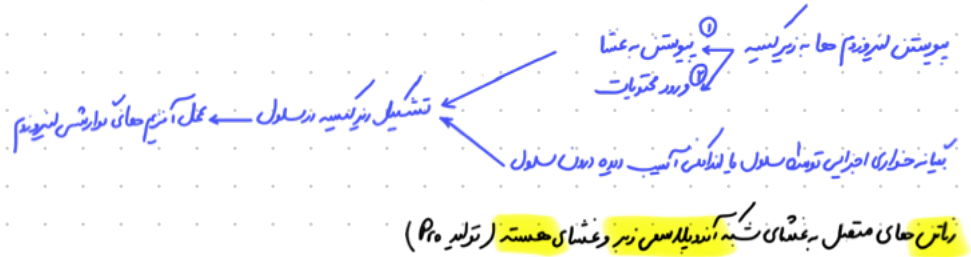 پیوستن لیزوزوم ها به ریزکیسه ← ① پیوستن به غشا
② ورود محتویات
تشکیل ریزکیسه در سلول ← عمل آنزیم های گوارشی لیزوزوم
بیگانه خواری اجزایی توسط سلول یا اندامک آسیب دیده درون سلول
رناتن های متصل به غشای شبکه آندوپلاسمی زبر و غشای هسته (تولید Pro)